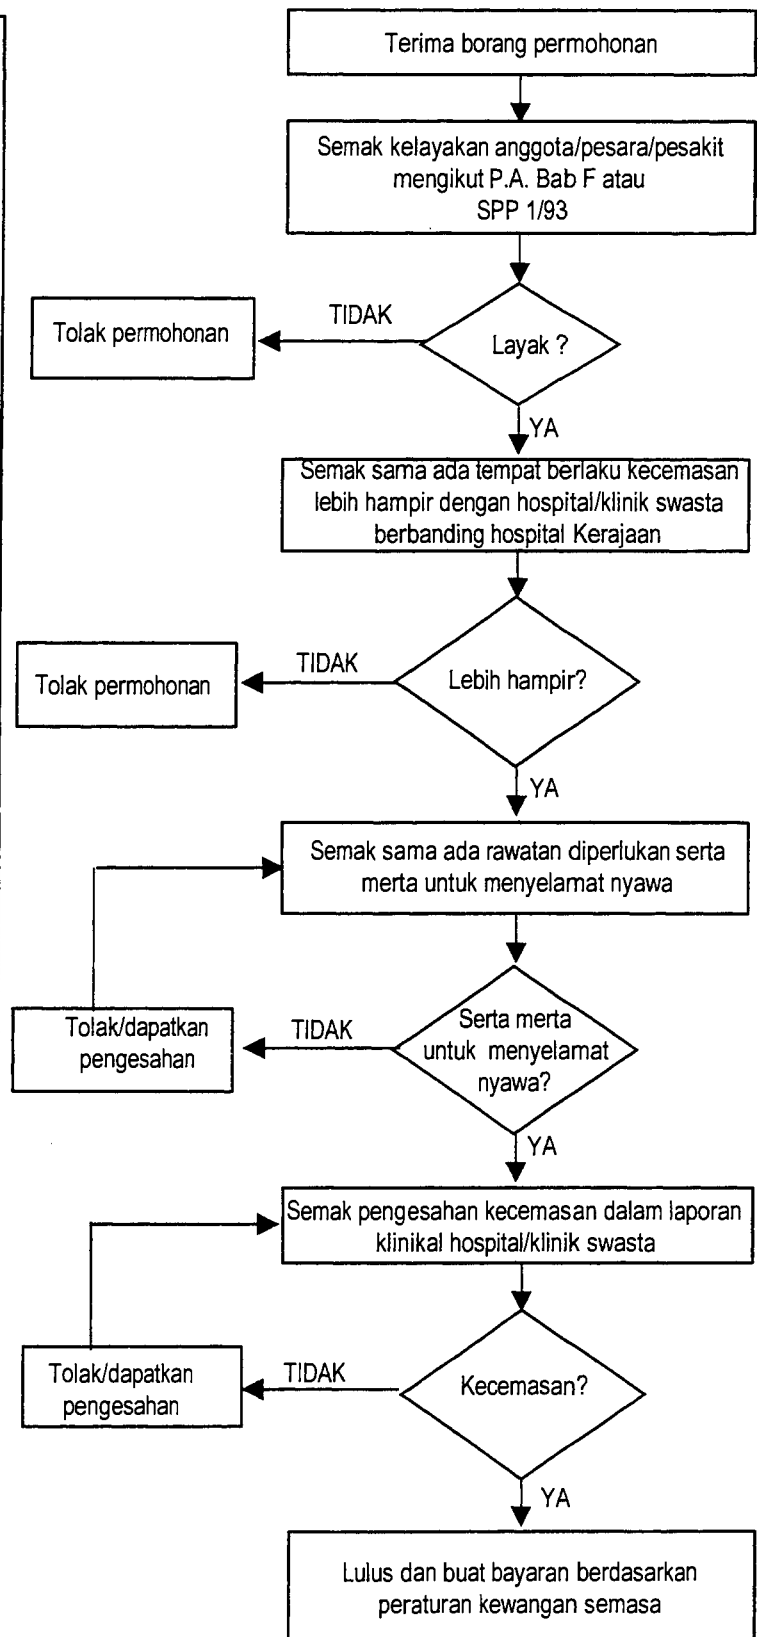 Terima borang permohonan
Semak kelayakan anggota/pesara/pesakit
mengikut P.A. Bab F atau
SPP 1/93
Layak ?
TIDAK
Tolak permohonan
YA
Semak sama ada tempat berlaku kecemasan
lebih hampir dengan hospital/klinik swasta
berbanding hospital Kerajaan
Lebih hampir?
TIDAK
Tolak permohonan
YA
Semak sama ada rawatan diperlukan serta
merta untuk menyelamat nyawa
Serta merta
untuk menyelamat
nyawa?
TIDAK
Tolak/dapatkan
pengesahan
YA
Semak pengesahan kecemasan dalam laporan
klinikal hospital/klinik swasta
Kecemasan?
TIDAK
Tolak/dapatkan
pengesahan
YA
Lulus dan buat bayaran berdasarkan
peraturan kewangan semasa